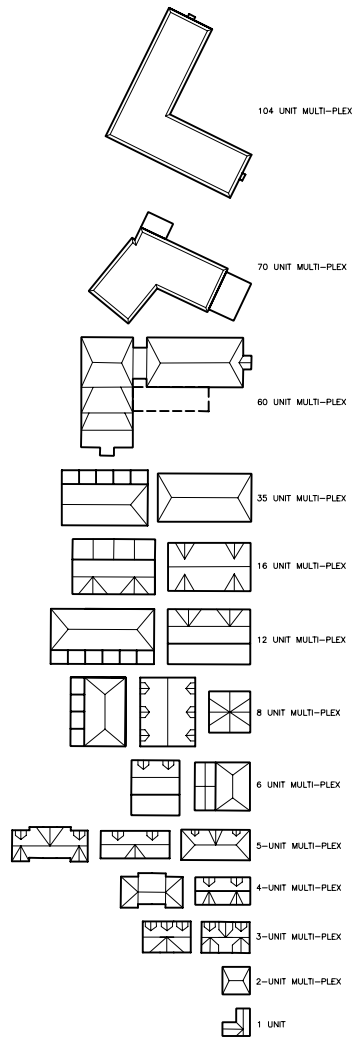 104 UNIT MULTI-PLEX
70 UNIT MULTI-PLEX
60 UNIT MULTI-PLEX
35 UNIT MULTI-PLEX
16 UNIT MULTI-PLEX
12 UNIT MULTI-PLEX
8 UNIT MULTI-PLEX
6 UNIT MULTI-PLEX
5-UNIT MULTI-PLEX
4-UNIT MULTI-PLEX
3-UNIT MULTI-PLEX
2-UNIT MULTI-PLEX
1 UNIT